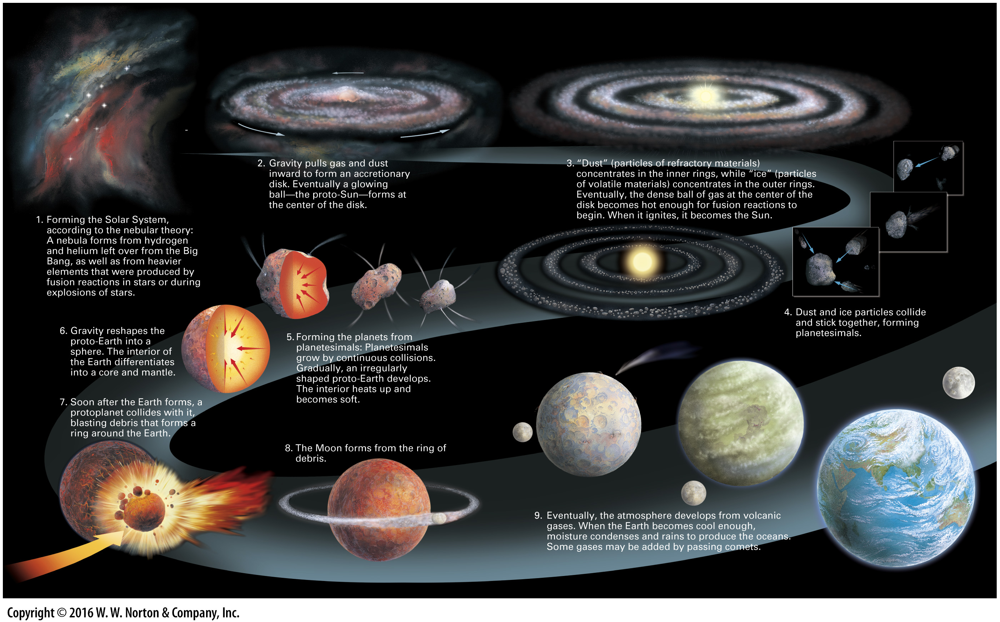 1. Forming the Solar System,
according to the nebular theory:
A nebula forms from hydrogen
and helium left over from the Big
Bang, as well as from heavier
elements that were produced by
fusion reactions in stars or during
explosions of stars.
2. Gravity pulls gas and dust
inward to form an accretionary
disk. Eventually a glowing
ball—the proto-Sun—forms at
the center of the disk.
3. “Dust” (particles of refractory materials)
concentrates in the inner rings, while “ice” (particles
of volatile materials) concentrates in the outer rings.
Eventually, the dense ball of gas at the center of the
disk becomes hot enough for fusion reactions to
begin. When it ignites, it becomes the Sun.
4. Dust and ice particles collide
and stick together, forming
planetesimals.
5. Forming the planets from
planetesimals: Planetesimals
grow by continuous collisions.
Gradually, an irregularly
shaped proto-Earth develops.
The interior heats up and
becomes soft.
6. Gravity reshapes the
proto-Earth into a
sphere. The interior of
the Earth differentiates
into a core and mantle.
7. Soon after the Earth forms, a
protoplanet collides with it,
blasting debris that forms a
ring around the Earth.
8. The Moon forms from the ring of
debris.
9. Eventually, the atmosphere develops from volcanic
gases. When the Earth becomes cool enough,
moisture condenses and rains to produce the oceans.
Some gases may be added by passing comets.
Copyright © 2016 W. W. Norton & Company, Inc.